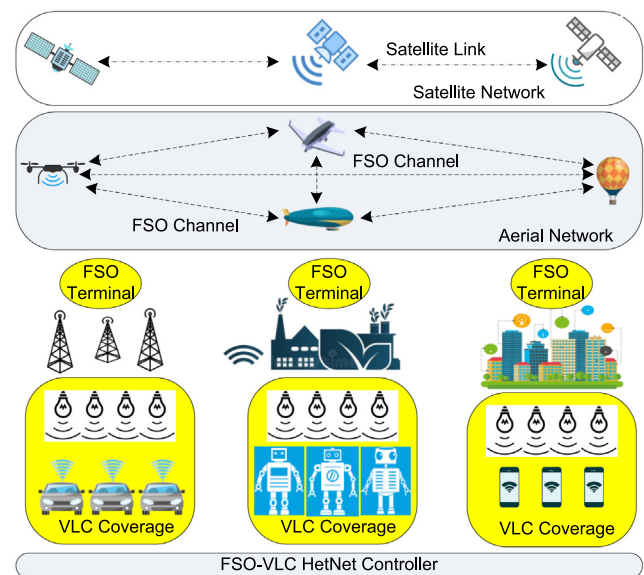 Satellite Link
Satellite Network
FSO Channel
FSO Channel
Aerial Network
FSO
Terminal
FSO
Terminal
FSO
Terminal
VLC Coverage
VLC Coverage
VLC Coverage
FSO-VLC HetNet Controller